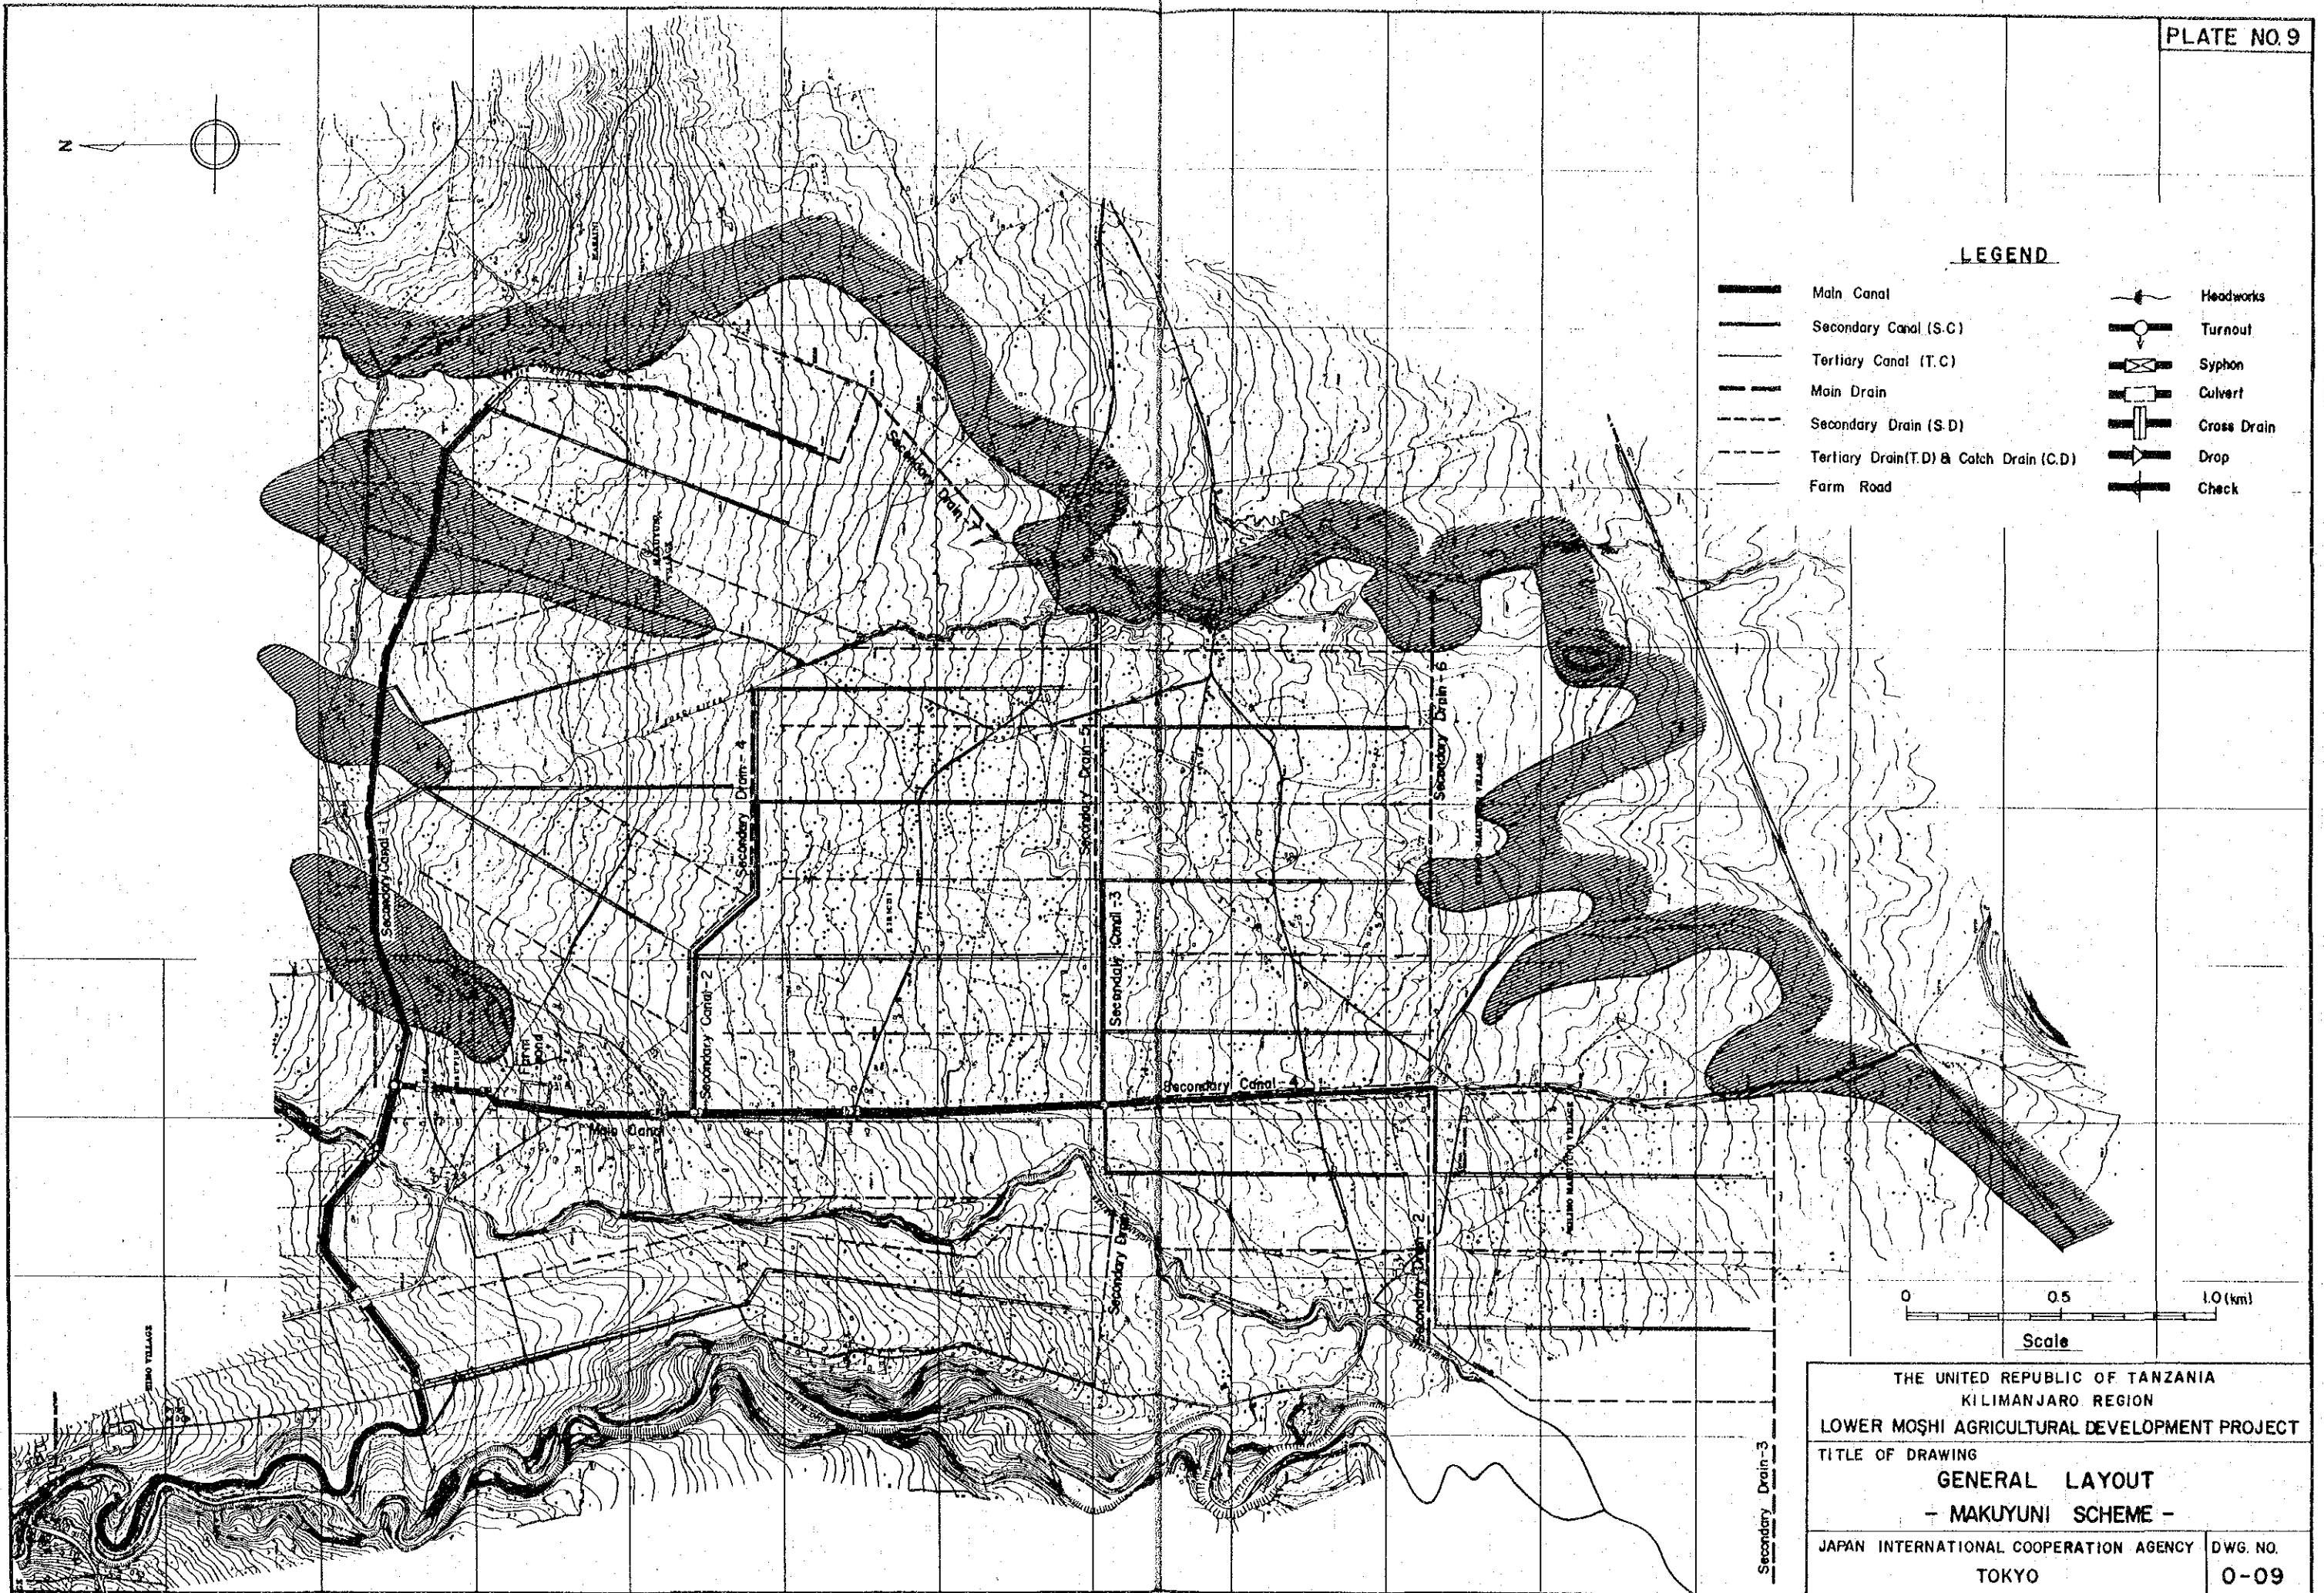 PLATE NO. 9
N
LEGEND
Main Canal
Secondary Canal (S.C)
Tertiary Canal (T.C)
Main Drain
Secondary Drain (S.D)
Tertiary Drain(T.D) & Catch Drain (C.D)
Farm Road
Headworks
Turnout
Syphon
Culvert
Cross Drain
Drop
Check
Secondary Drain-7
Secondary Drain-4
Secondary Drain-5
Secondary Drain-6
Secondary Canal-1
Secondary Canal-2
Secondaly Canal-3
Secondary Canal-4
Farm Pond
Main Canal
Secondary Drain-1
Secondary Drain-2
Secondary Drain-3
0 0.5 1.0 (km)
Scale
THE UNITED REPUBLIC OF TANZANIA
KILIMANJARO REGION
LOWER MOSHI AGRICULTURAL DEVELOPMENT PROJECT
TITLE OF DRAWING
GENERAL LAYOUT
- MAKUYUNI SCHEME -
JAPAN INTERNATIONAL COOPERATION AGENCY
TOKYO
DWG. NO.
0-09